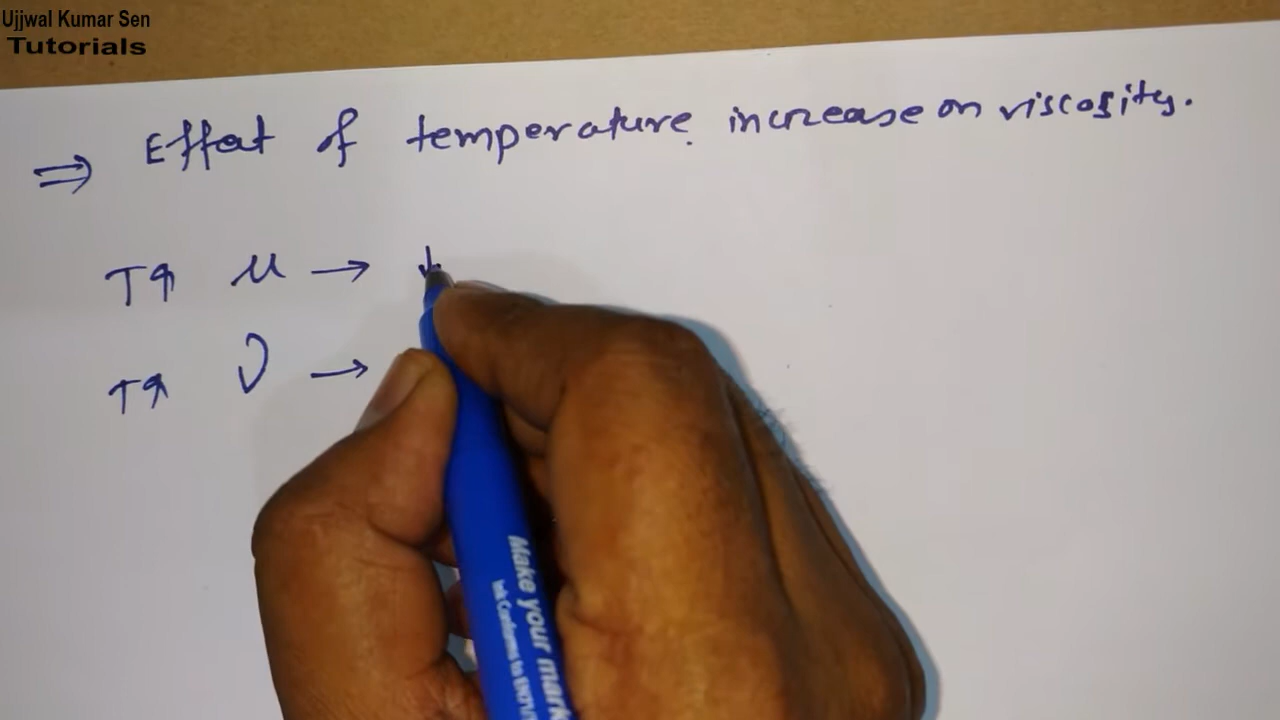 Ujjwal Kumar Sen
Tutorials
⇒ Effect of temperature increase on viscosity.
T↑ μ → ↓
T↑ ν →
Make your mark